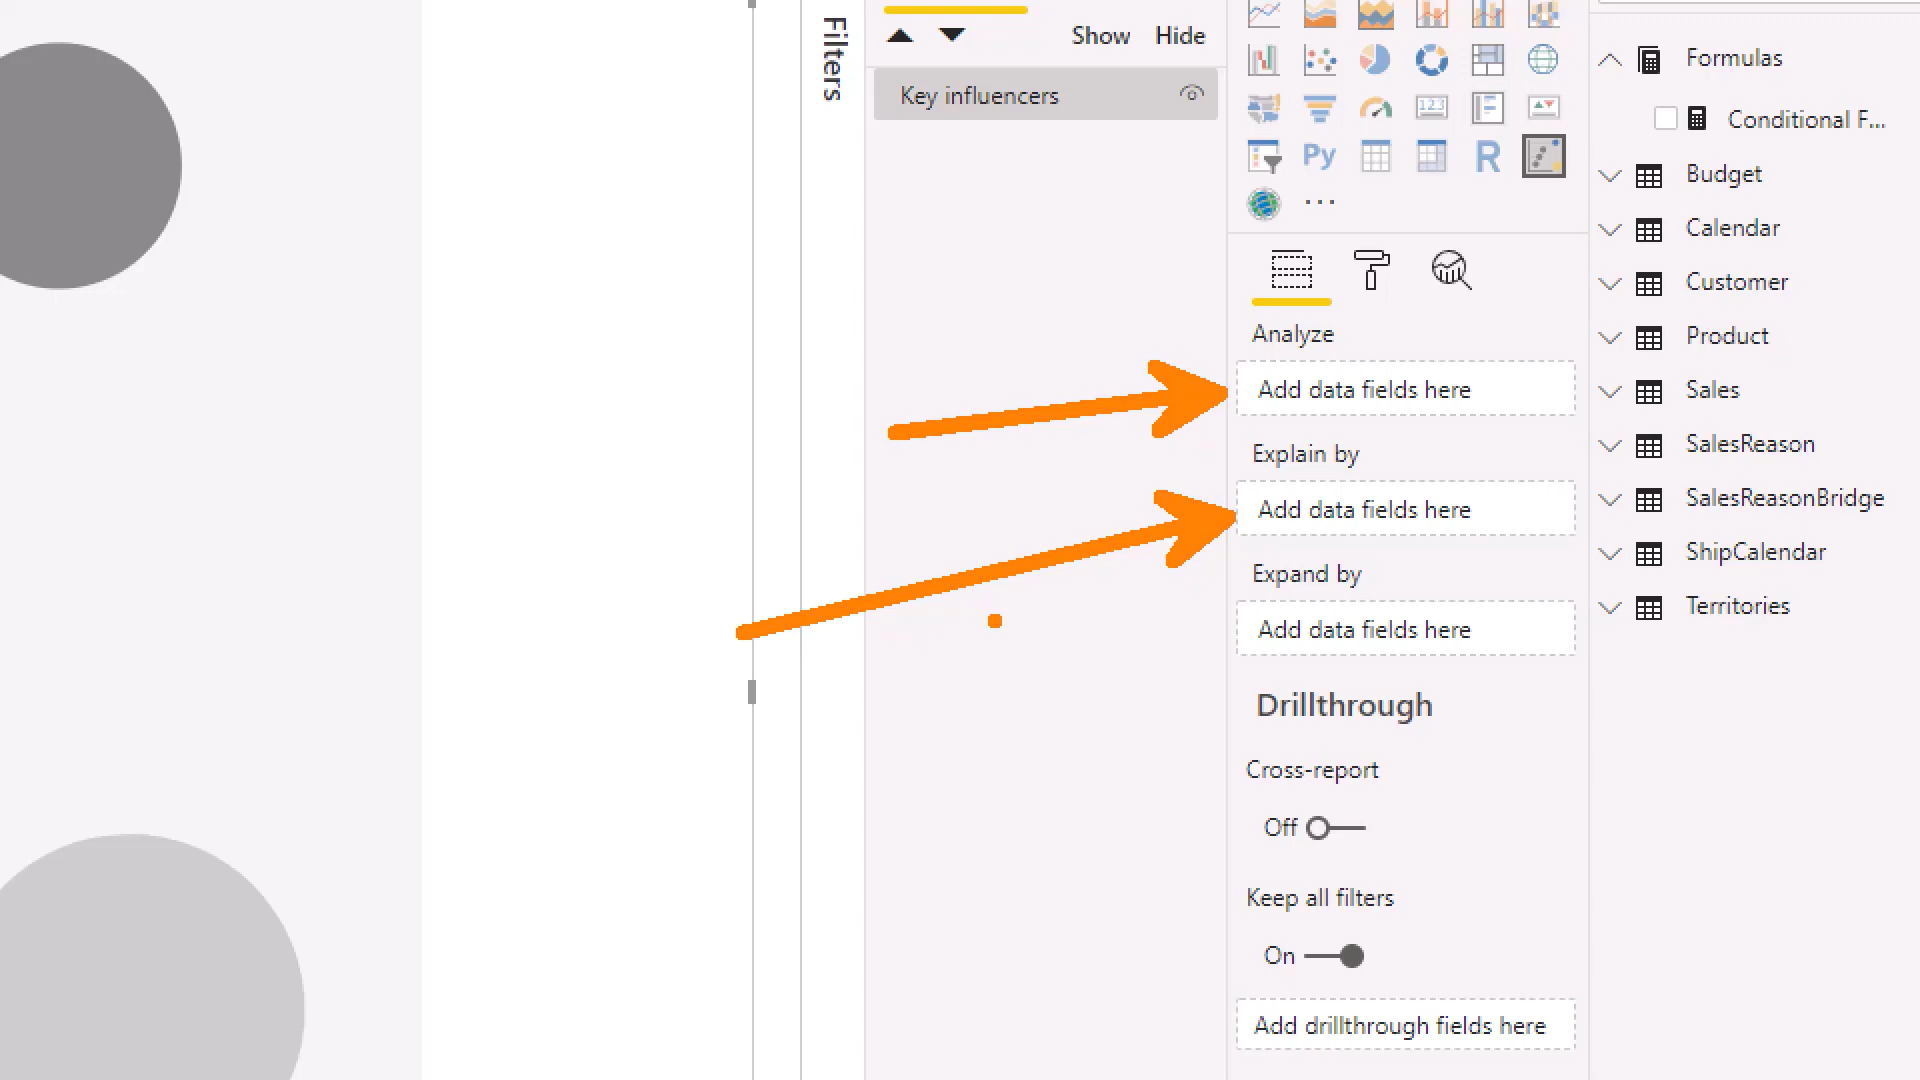 Filters
Show Hide
Key influencers
123
Py
R
Analyze
Add data fields here
Explain by
Add data fields here
Expand by
Add data fields here
Drillthrough
Cross-report
Off
Keep all filters
On
Add drillthrough fields here
Formulas
Conditional F...
Budget
Calendar
Customer
Product
Sales
SalesReason
SalesReasonBridge
ShipCalendar
Territories